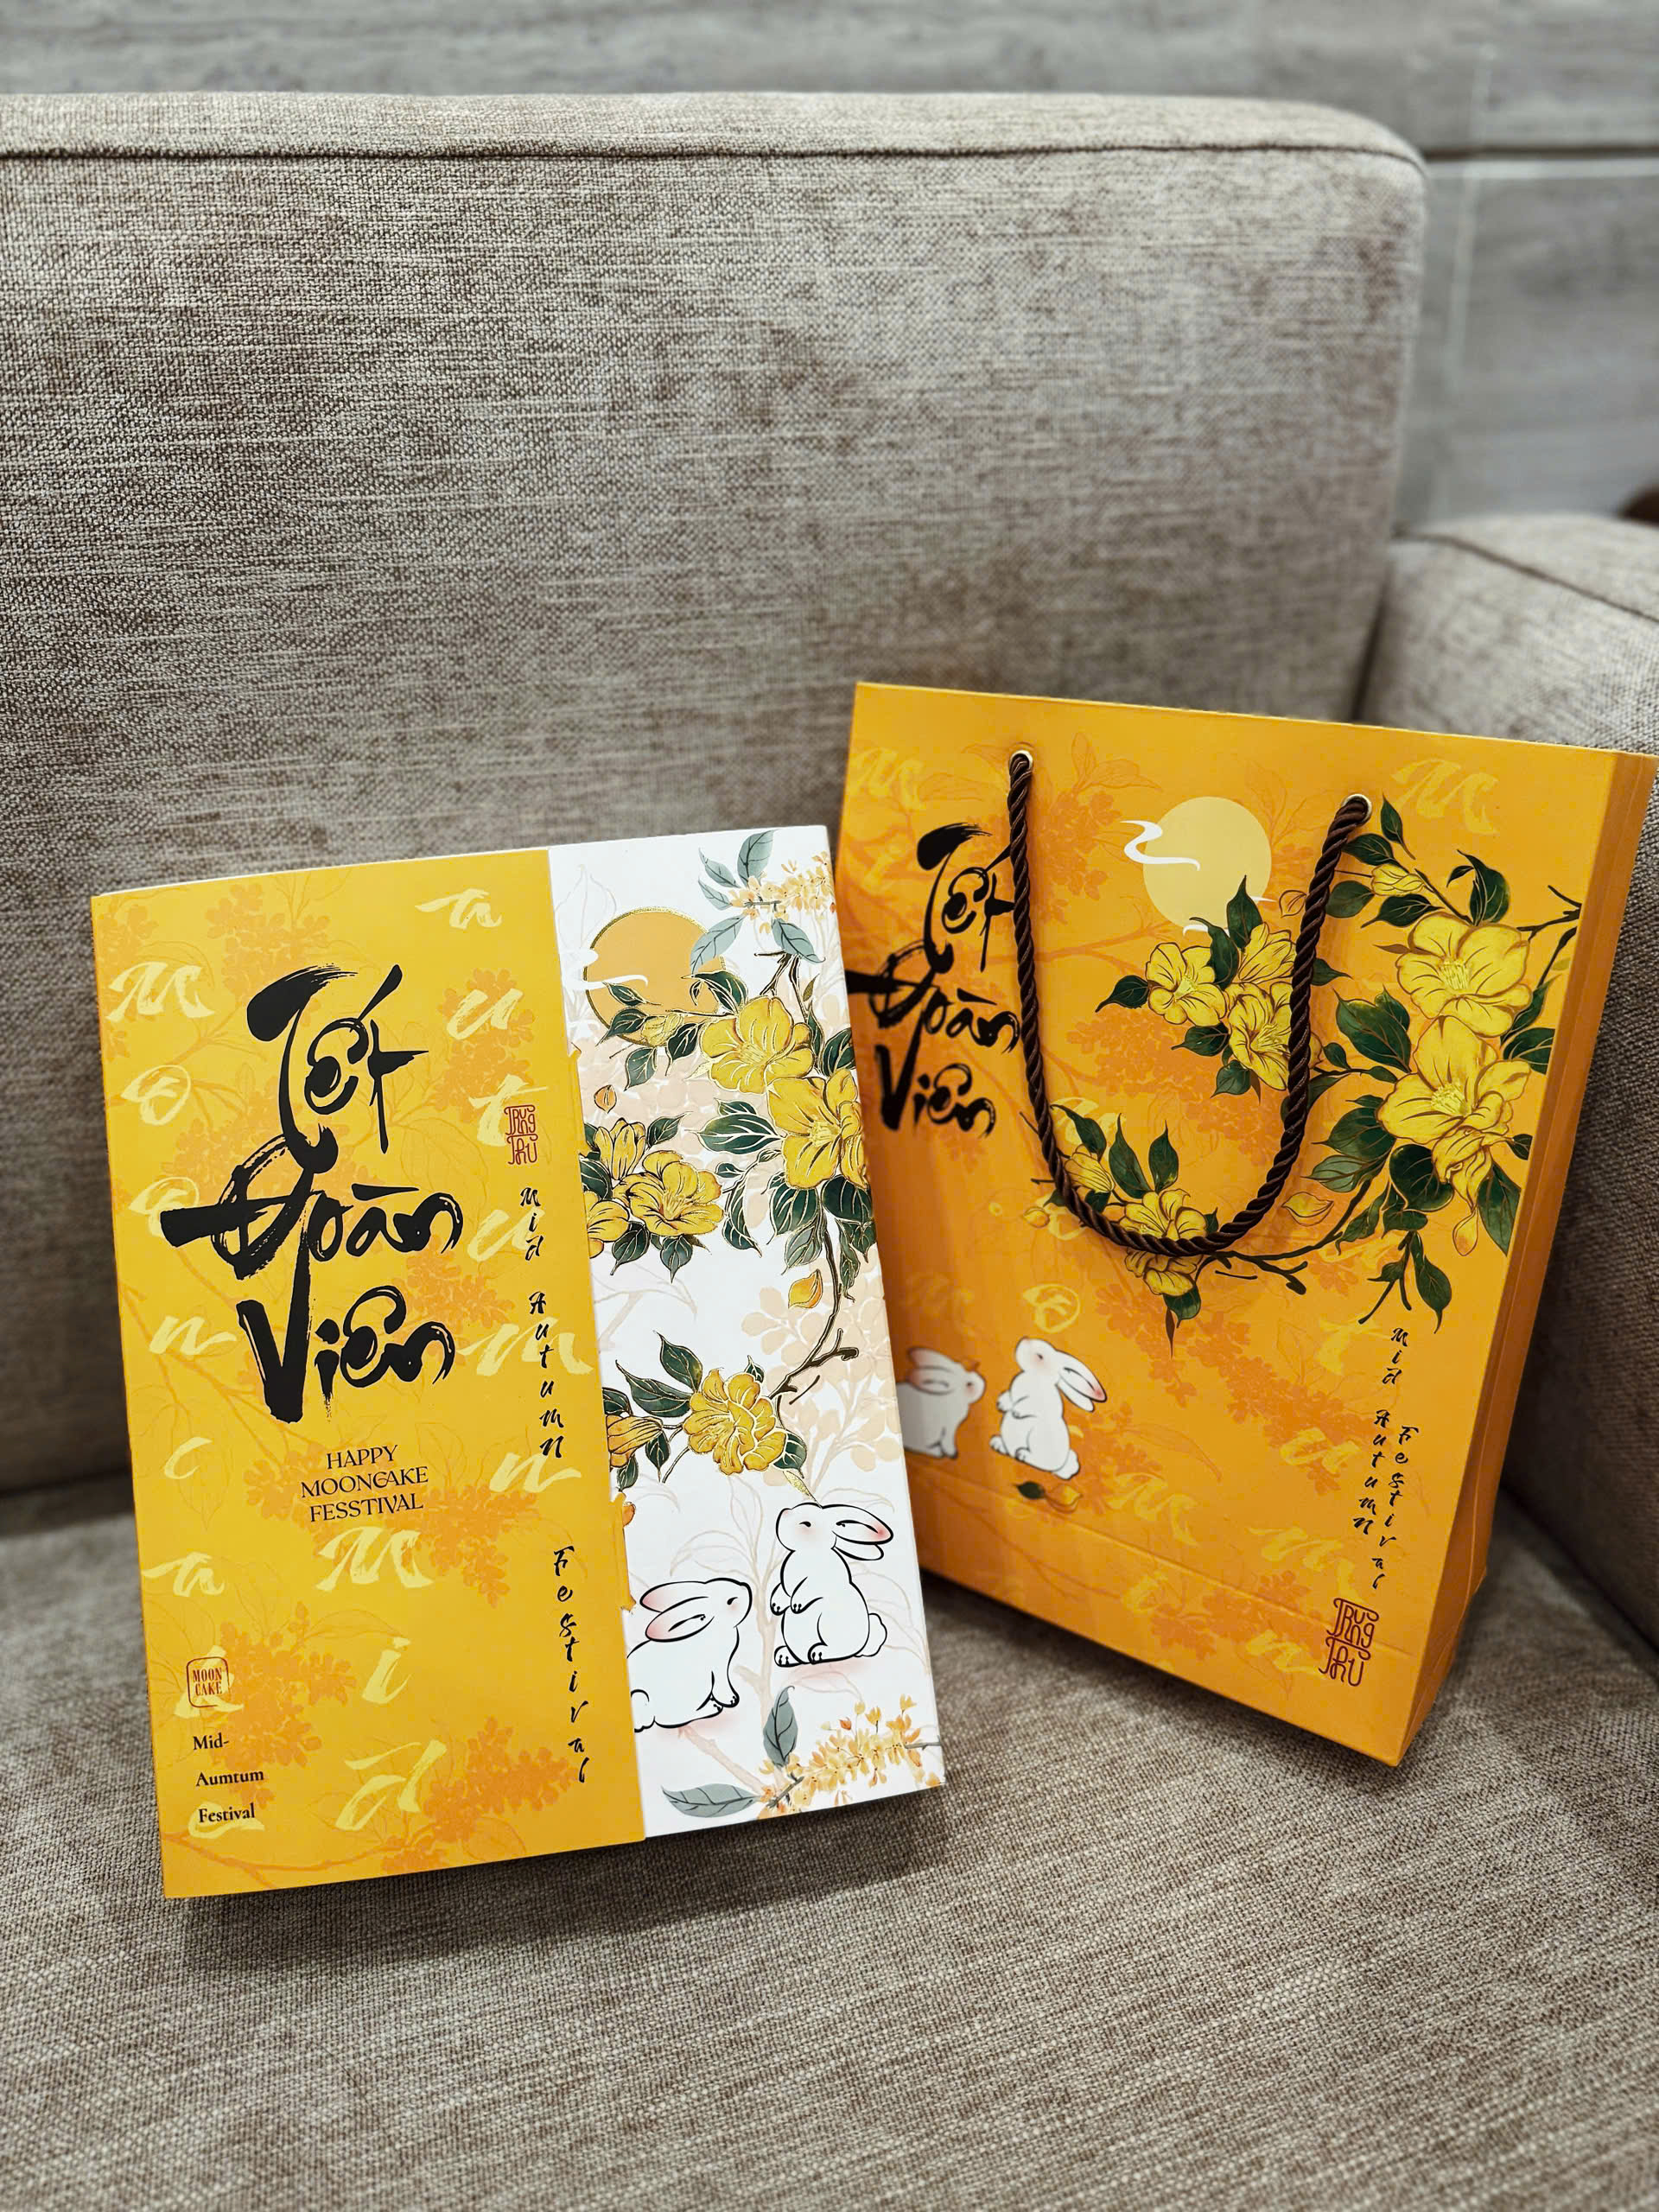 Tết
Đoàn
Viên
HAPPY
MOONCAKE
FESSTIVAL
TRUNG
THU
Mid
Autumn
Festival
MOON
CAKE
Mid-
Aumtum
Festival
Tết
Đoàn
Viên
Mid
Autumn
Festival
TRUNG
THU